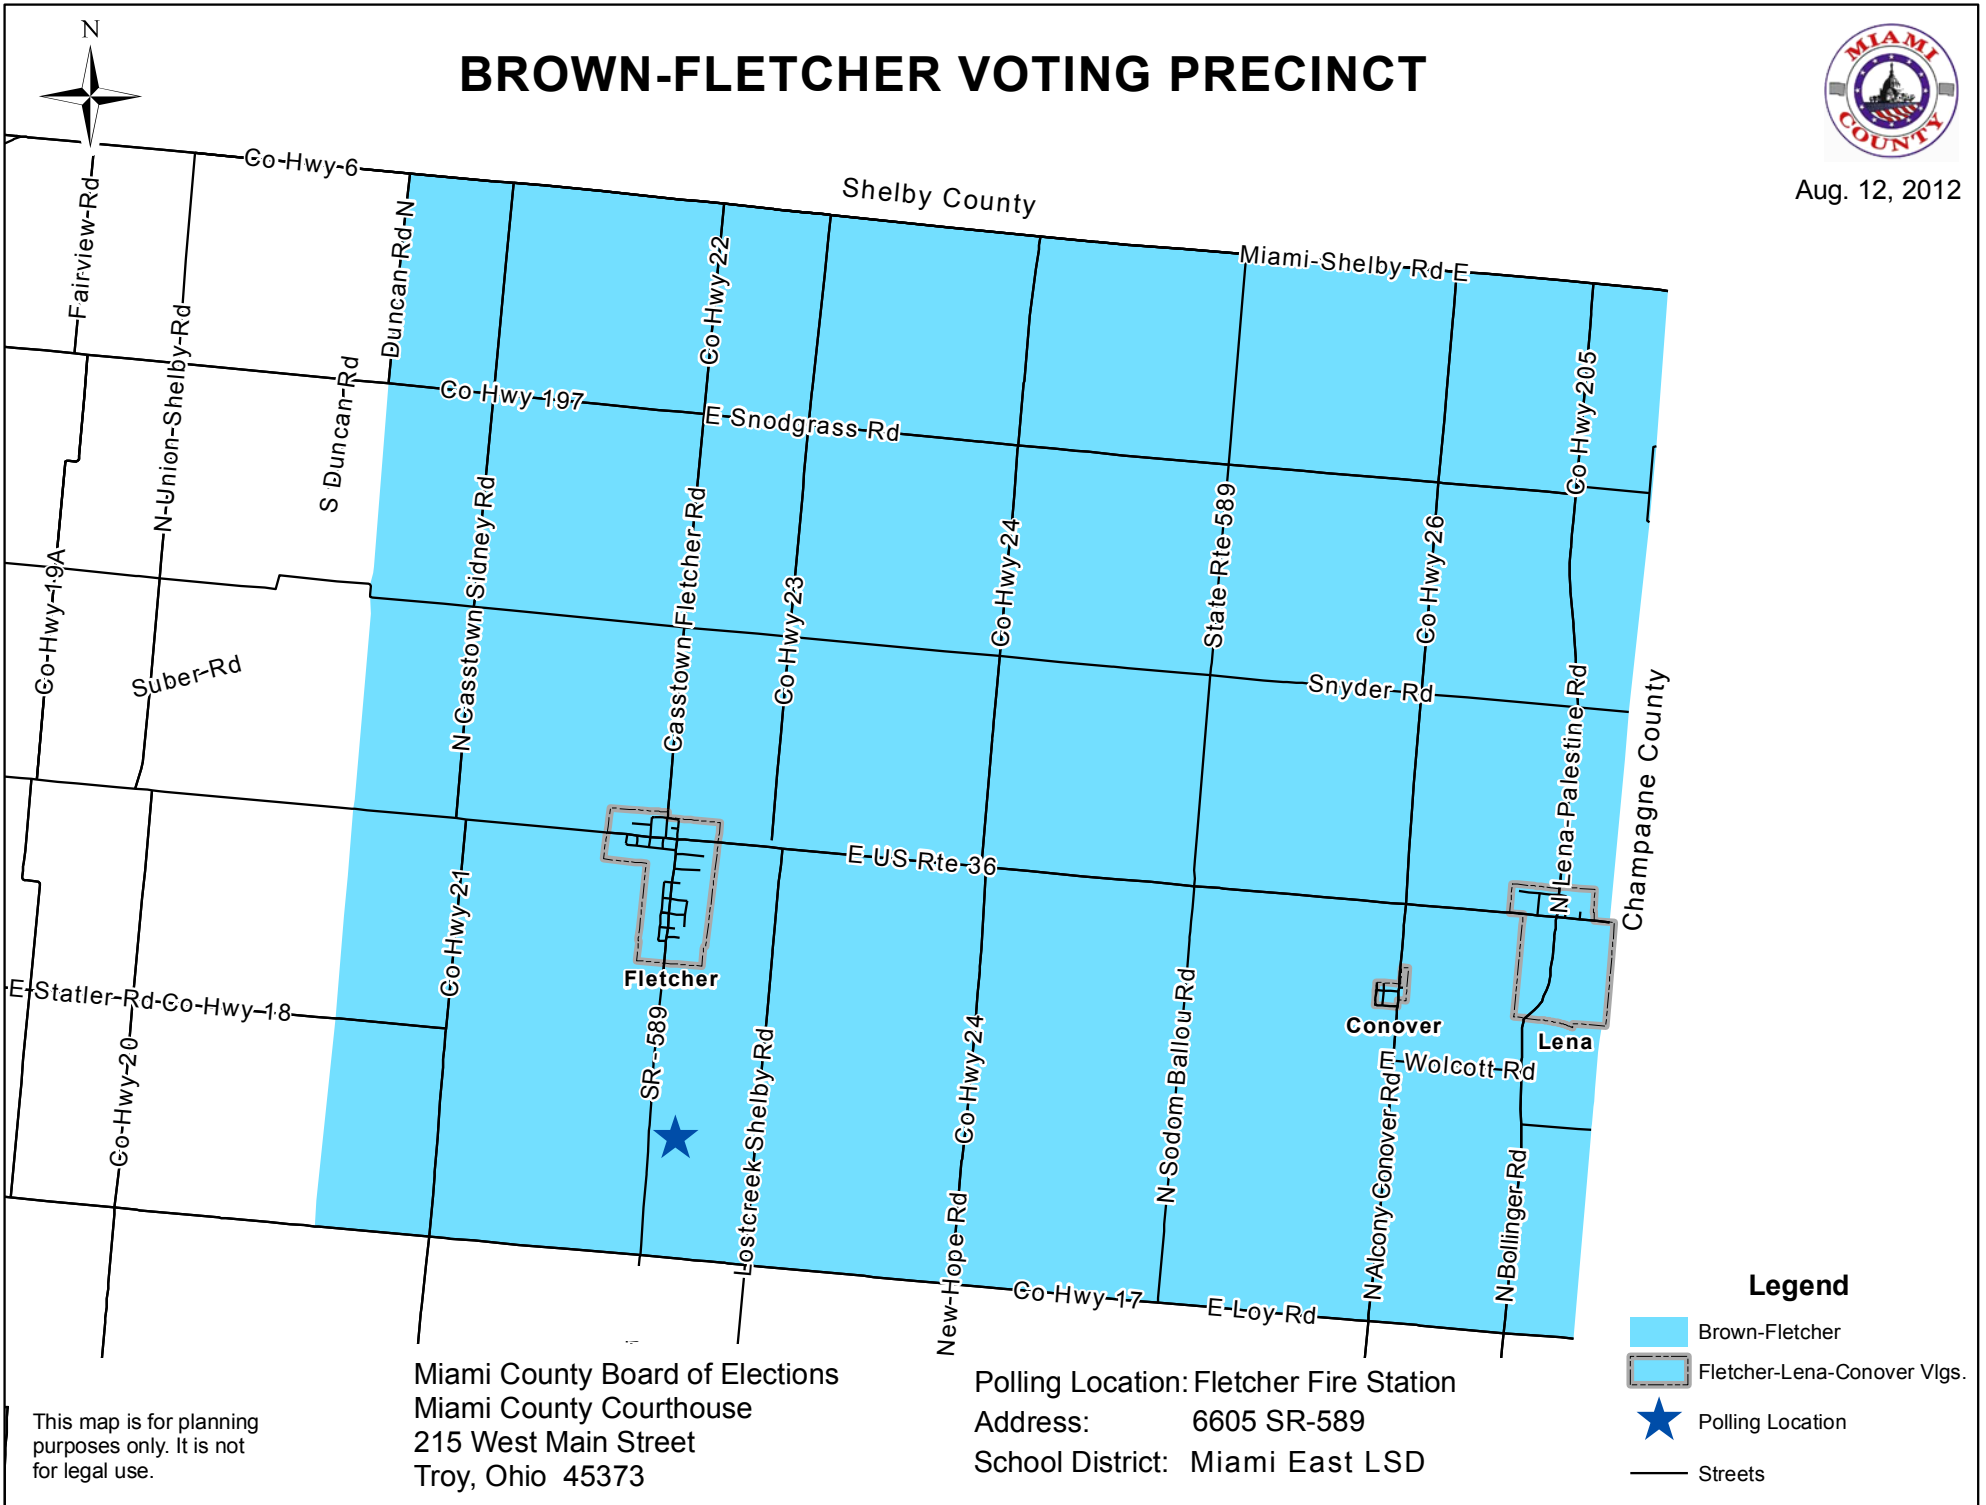 N
BROWN-FLETCHER VOTING PRECINCT
MIAMI
COUNTY
Aug. 12, 2012
Co Hwy 6
Shelby County
Miami-Shelby Rd E
Fairview Rd
N Union-Shelby Rd
Duncan Rd N
S Duncan Rd
Co Hwy 22
Co Hwy 205
Co Hwy 197
E Snodgrass Rd
Co Hwy 19A
N Casstown Sidney Rd
Casstown Fletcher Rd
Co Hwy 23
Co Hwy 24
State Rte 589
Co Hwy 26
Suber Rd
Snyder Rd
N Lena-Palestine Rd
Champagne County
E US Rte 36
Co Hwy 21
Fletcher
E Statler Rd Co Hwy 18
Co Hwy 20
SR -589
Lostcreek-Shelby Rd
Co Hwy 24
N Sodom Ballou Rd
Conover
Lena
E Wolcott Rd
New Hope Rd
N Alcony Conover Rd
N Bollinger Rd
Co Hwy 17
E Loy Rd
Legend
Brown-Fletcher
Fletcher-Lena-Conover Vlgs.
Polling Location
Streets
Miami County Board of Elections
Miami County Courthouse
215 West Main Street
Troy, Ohio 45373
Polling Location: Fletcher Fire Station
Address: 6605 SR-589
School District: Miami East LSD
This map is for planning
purposes only. It is not
for legal use.